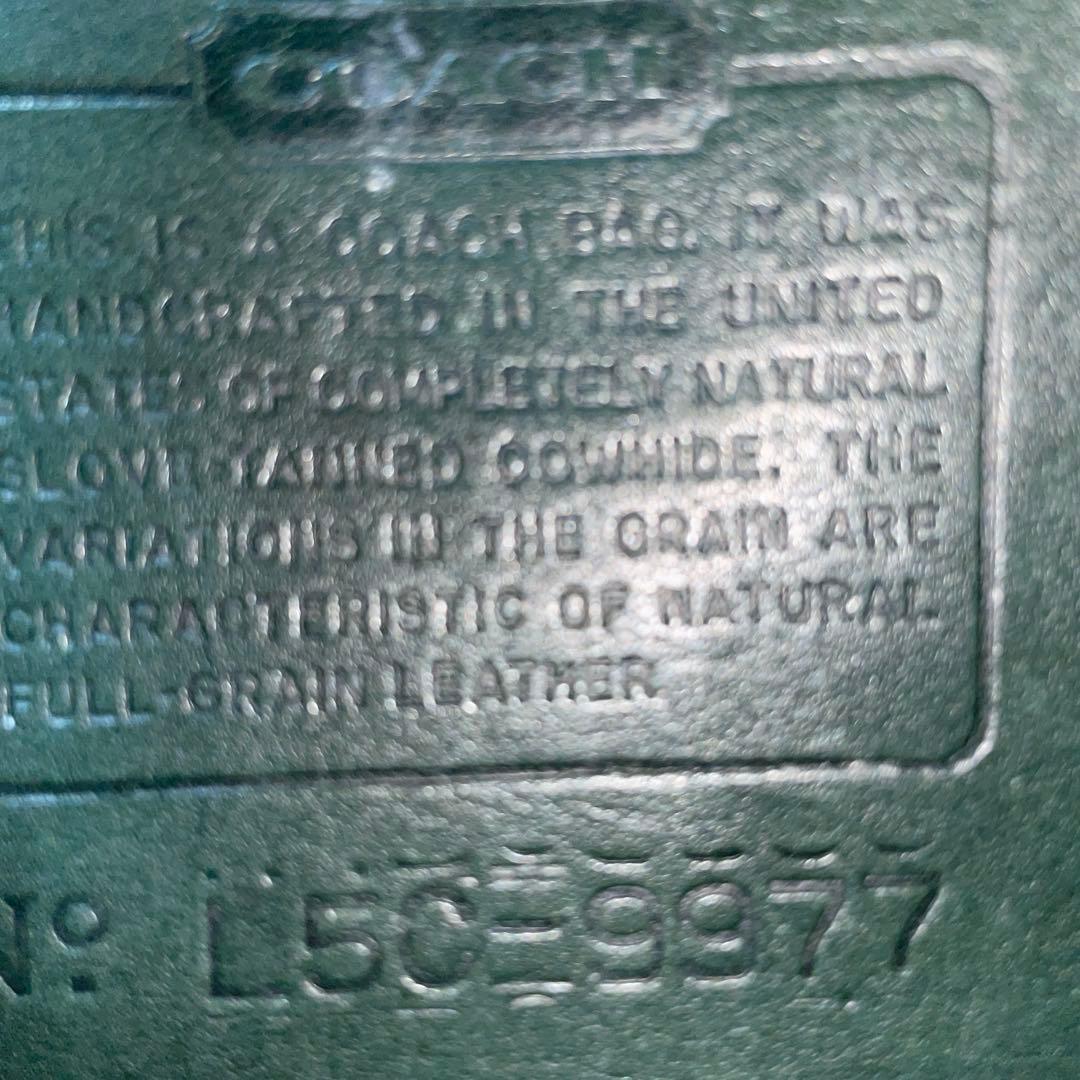 COACH
THIS IS A COACH BAG. IT WAS
HANDCRAFTED IN THE UNITED
STATES OF COMPLETELY NATURAL
GLOVE-TANNED COWHIDE. THE
VARIATIONS IN THE GRAIN ARE
CHARACTERISTIC OF NATURAL
FULL-GRAIN LEATHER.
No. L5C-9977